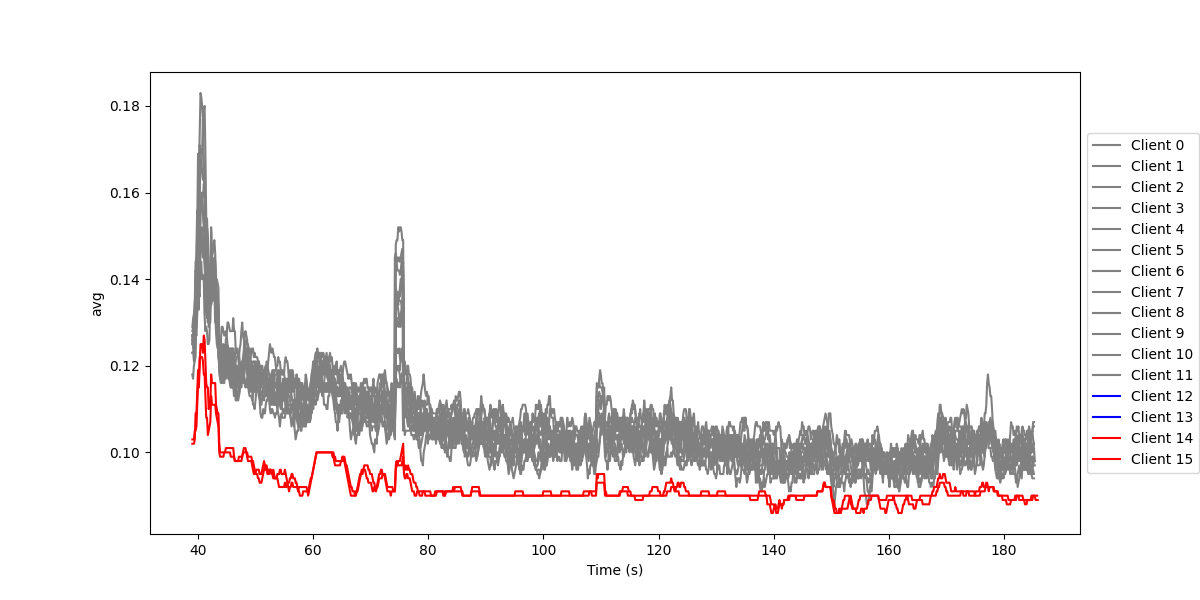 0.18
0.16
0.14
0.12
0.10
avg
40 60 80 100 120 140 160 180
Time (s)
Client 0
Client 1
Client 2
Client 3
Client 4
Client 5
Client 6
Client 7
Client 8
Client 9
Client 10
Client 11
Client 12
Client 13
Client 14
Client 15